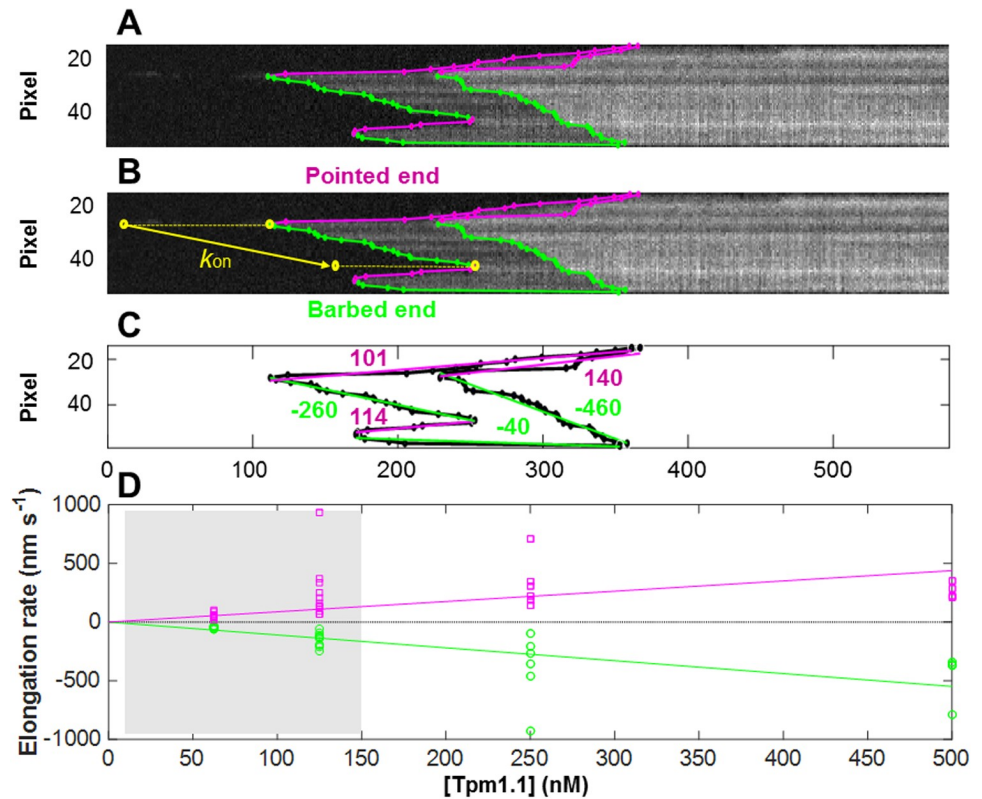 A
Pixel
20
40
B
Pointed end
Pixel
20
40
kon
Barbed end
C
Pixel
20
40
101
140
-260
114
-40
-460
0
100
200
300
400
500
D
Elongation rate (nm s-1)
1000
500
0
-500
-1000
0
50
100
150
200
250
300
350
400
450
500
[Tpm1.1] (nM)